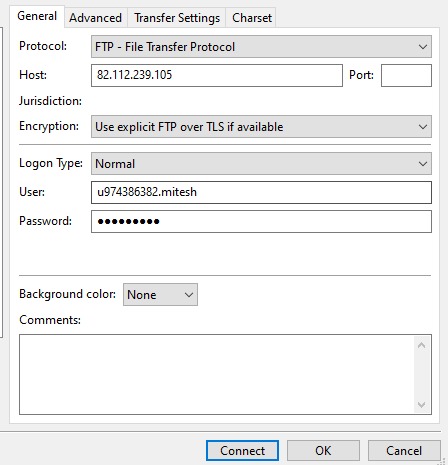 General Advanced Transfer Settings Charset
Protocol: FTP - File Transfer Protocol
Host: 82.112.239.105 Port:
Jurisdiction:
Encryption: Use explicit FTP over TLS if available
Logon Type: Normal
User: u974386382.mitesh
Password: ●●●●●●●●●
Background color: None
Comments:
Connect OK Cancel